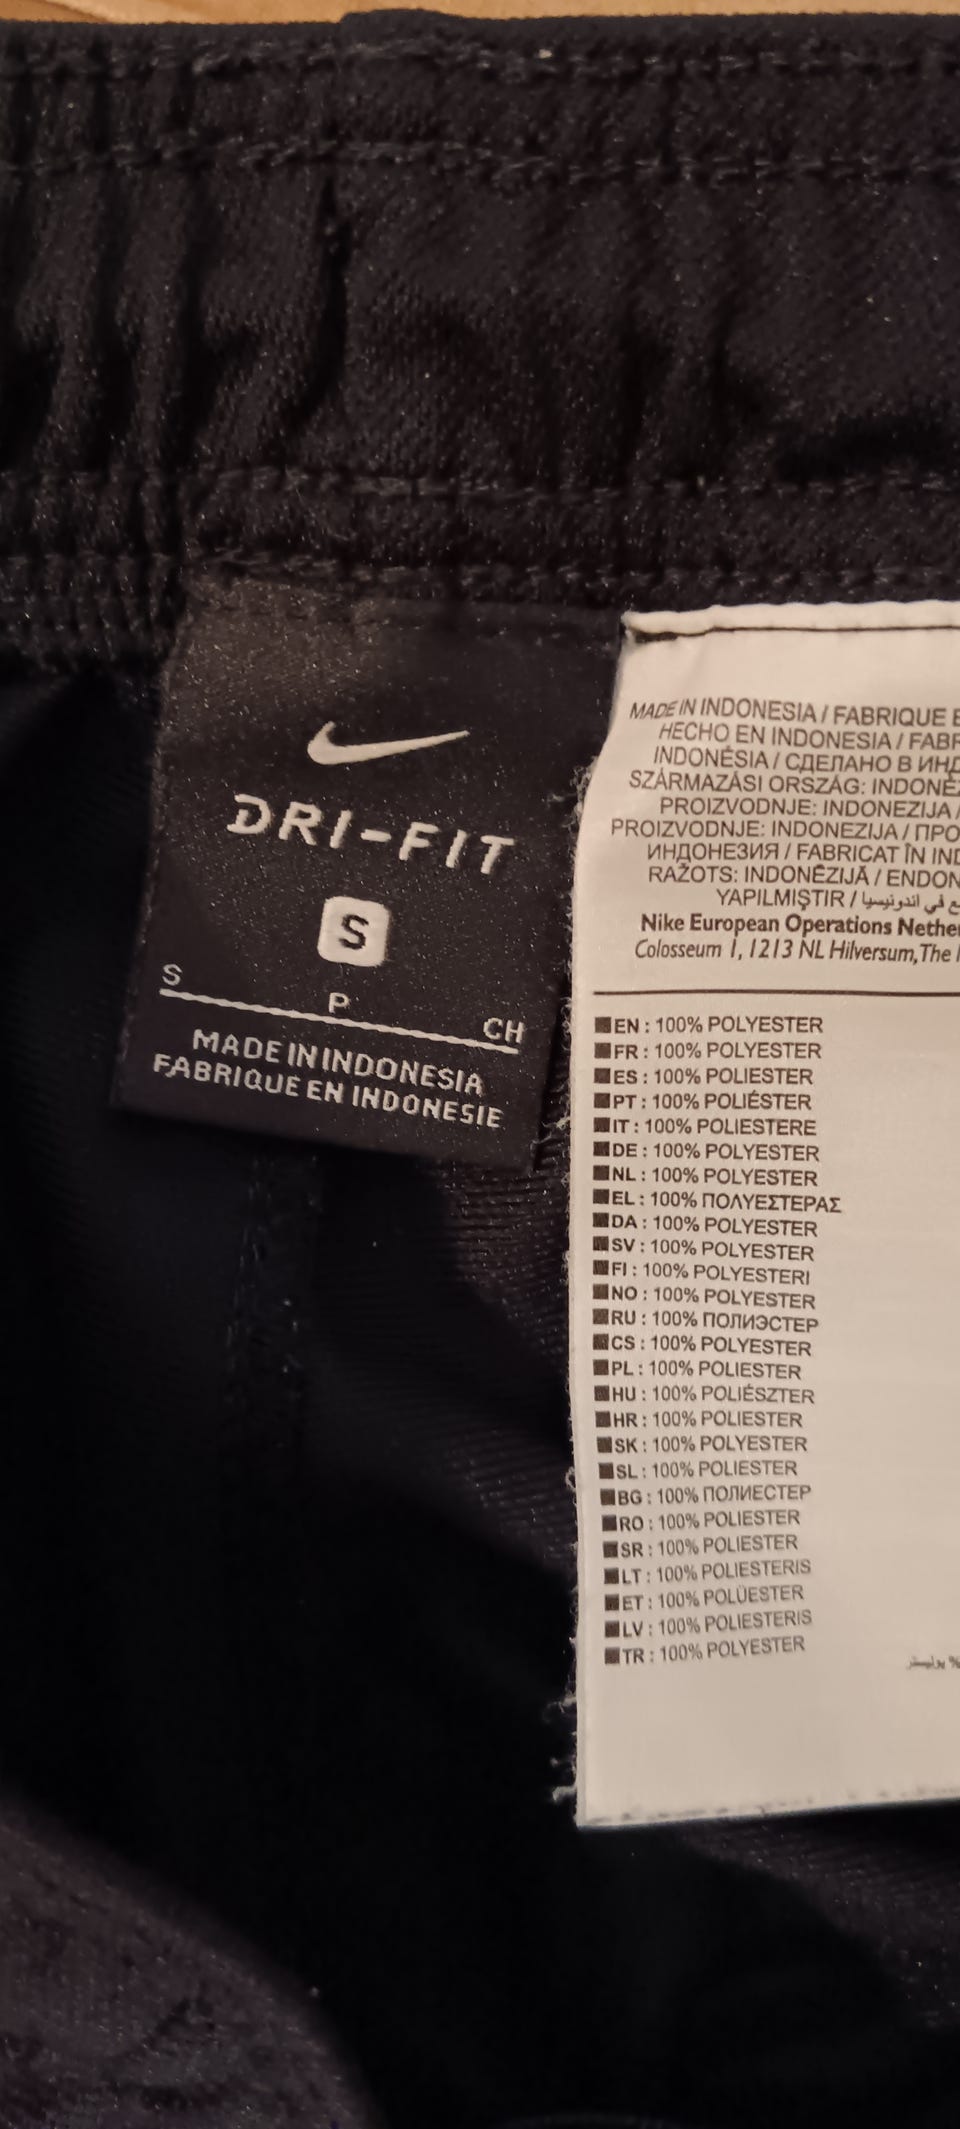 DRI-FIT
S
S
P
CH
MADE IN INDONESIA
FABRIQUE EN INDONESIE
MADE IN INDONESIA / FABRIQUE
HECHO EN INDONESIA / FABR
INDONÉSIA / СДЕЛАНО В ИНД
SZÁRMAZÁSI ORSZÁG: INDONÉZ
PROIZVODNJE: INDONEZIJA /
PROIZVODNJE: INDONEZIJA / ПРО
ИНДОНЕЗИЯ / FABRICAT ÎN IND
RAŽOTS: INDONĒZIJĀ / ENDON
YAPILMIŞTIR / في اندونيسيا
Nike European Operations Nether
Colosseum 1, 1213 NL Hilversum, The
EN : 100% POLYESTER
FR : 100% POLYESTER
ES : 100% POLIESTER
PT : 100% POLIÉSTER
IT : 100% POLIESTERE
DE : 100% POLYESTER
NL : 100% POLYESTER
EL : 100% ΠΟΛΥΕΣΤΕΡΑΣ
DA : 100% POLYESTER
SV : 100% POLYESTER
FI : 100% POLYESTERI
NO : 100% POLYESTER
RU : 100% ПОЛИЭСТЕР
CS : 100% POLYESTER
PL : 100% POLIESTER
HU : 100% POLIÉSZTER
HR : 100% POLIESTER
SK : 100% POLYESTER
SL : 100% POLIESTER
BG : 100% ПОЛИЕСТЕР
RO : 100% POLIESTER
SR : 100% POLIESTER
LT : 100% POLIESTERIS
ET : 100% POLÜESTER
LV : 100% POLIESTERIS
TR : 100% POLYESTER
% بوليستر